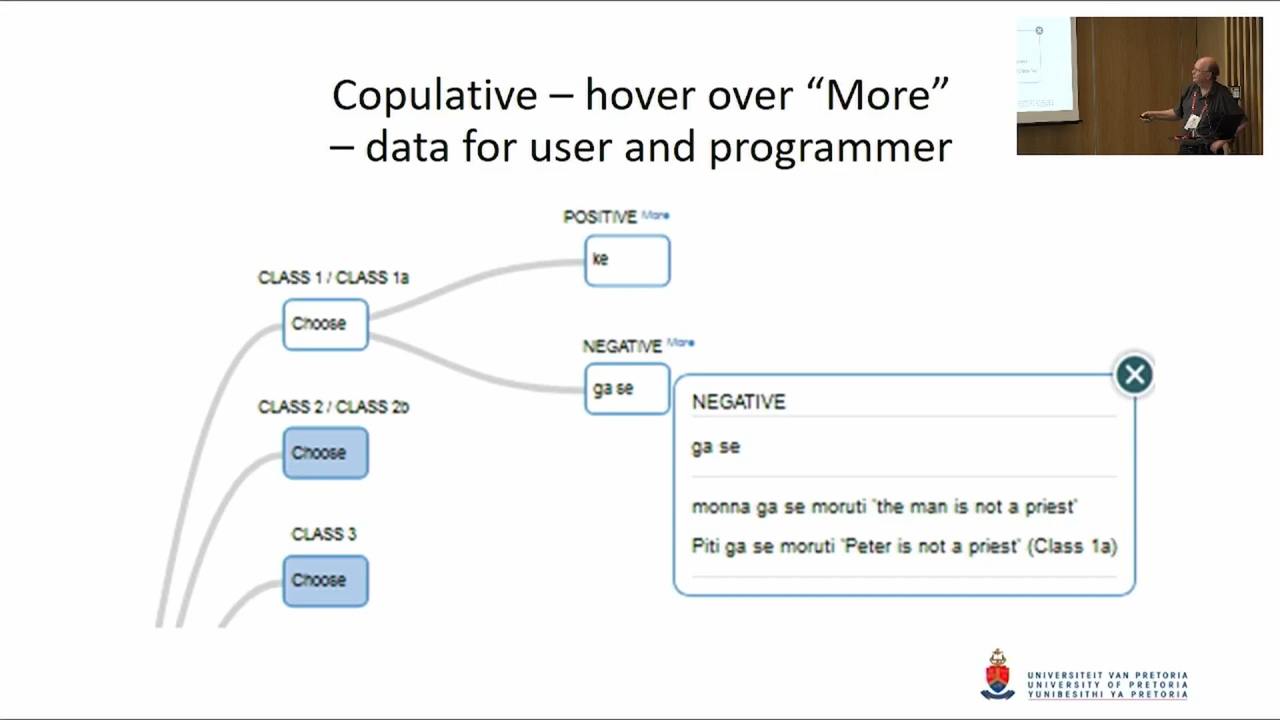 Copulative – hover over “More”
– data for user and programmer
POSITIVE More
ke
CLASS 1 / CLASS 1a
Choose
NEGATIVE More
ga se
CLASS 2 / CLASS 2b
Choose
CLASS 3
Choose
NEGATIVE
ga se
monna ga se moruti 'the man is not a priest'
Piti ga se moruti 'Peter is not a priest' (Class 1a)
UNIVERSITEIT VAN PRETORIA
UNIVERSITY OF PRETORIA
YUNIBESITHI YA PRETORIA